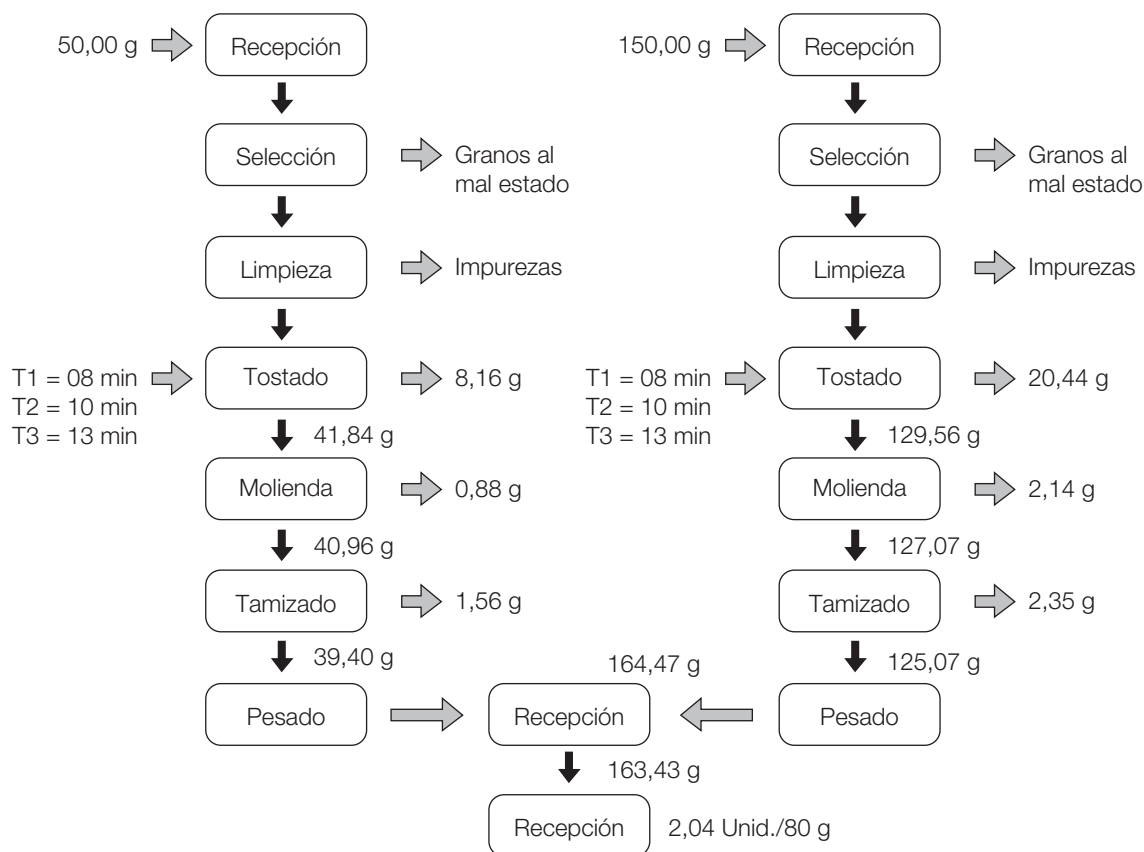 50,00 g
Recepción
150,00 g
Recepción
Selección
Granos al
mal estado
Selección
Granos al
mal estado
Limpieza
Impurezas
Limpieza
Impurezas
T1 = 08 min
T2 = 10 min
T3 = 13 min
Tostado
8,16 g
T1 = 08 min
T2 = 10 min
T3 = 13 min
Tostado
20,44 g
41,84 g
129,56 g
Molienda
0,88 g
Molienda
2,14 g
40,96 g
127,07 g
Tamizado
1,56 g
Tamizado
2,35 g
39,40 g
164,47 g
125,07 g
Pesado
Recepción
Pesado
163,43 g
Recepción
2,04 Unid./80 g